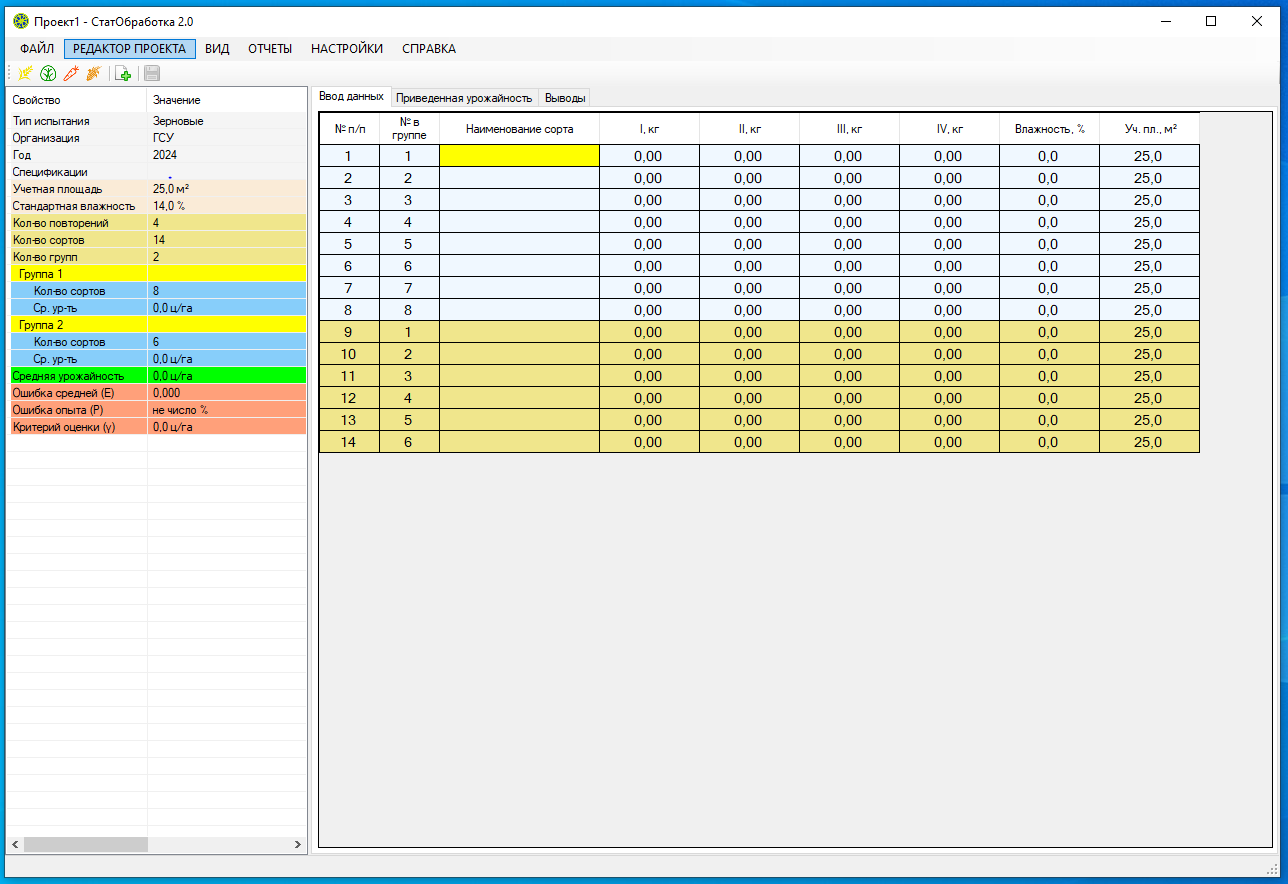 Проект1 - СтатОбработка 2.0
ФАЙЛ РЕДАКТОР ПРОЕКТА ВИД ОТЧЕТЫ НАСТРОЙКИ СПРАВКА
Свойство Значение
Тип испытания Зерновые
Организация ГСУ
Год 2024
Спецификации
Учетная площадь 25,0 м²
Стандартная влажность 14,0 %
Кол-во повторений 4
Кол-во сортов 14
Кол-во групп 2
Группа 1
Кол-во сортов 8
Ср. ур-ть 0,0 ц/га
Группа 2
Кол-во сортов 6
Ср. ур-ть 0,0 ц/га
Средняя урожайность 0,0 ц/га
Ошибка средней (E) 0,000
Ошибка опыта (P) не число %
Критерий оценки (γ) 0,0 ц/га
Ввод данных Приведенная урожайность Выводы
№ п/п № в группе Наименование сорта I, кг II, кг III, кг IV, кг Влажность, % Уч. пл., м²
1 1 0,00 0,00 0,00 0,00 0,0 25,0
2 2 0,00 0,00 0,00 0,00 0,0 25,0
3 3 0,00 0,00 0,00 0,00 0,0 25,0
4 4 0,00 0,00 0,00 0,00 0,0 25,0
5 5 0,00 0,00 0,00 0,00 0,0 25,0
6 6 0,00 0,00 0,00 0,00 0,0 25,0
7 7 0,00 0,00 0,00 0,00 0,0 25,0
8 8 0,00 0,00 0,00 0,00 0,0 25,0
9 1 0,00 0,00 0,00 0,00 0,0 25,0
10 2 0,00 0,00 0,00 0,00 0,0 25,0
11 3 0,00 0,00 0,00 0,00 0,0 25,0
12 4 0,00 0,00 0,00 0,00 0,0 25,0
13 5 0,00 0,00 0,00 0,00 0,0 25,0
14 6 0,00 0,00 0,00 0,00 0,0 25,0